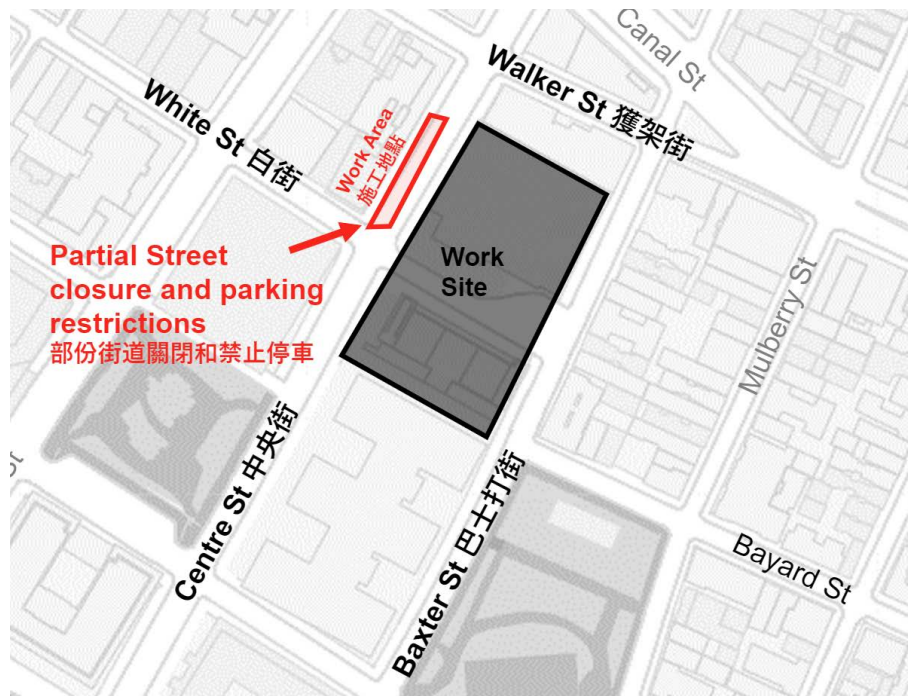 Canal St
Walker St 獲架街
White St 白街
Work Area
施工地點
Partial Street
closure and parking
restrictions
部份街道關閉和禁止停車
Work
Site
Mulberry St
St
Centre St 中央街
Baxter St 巴士打街
Bayard St